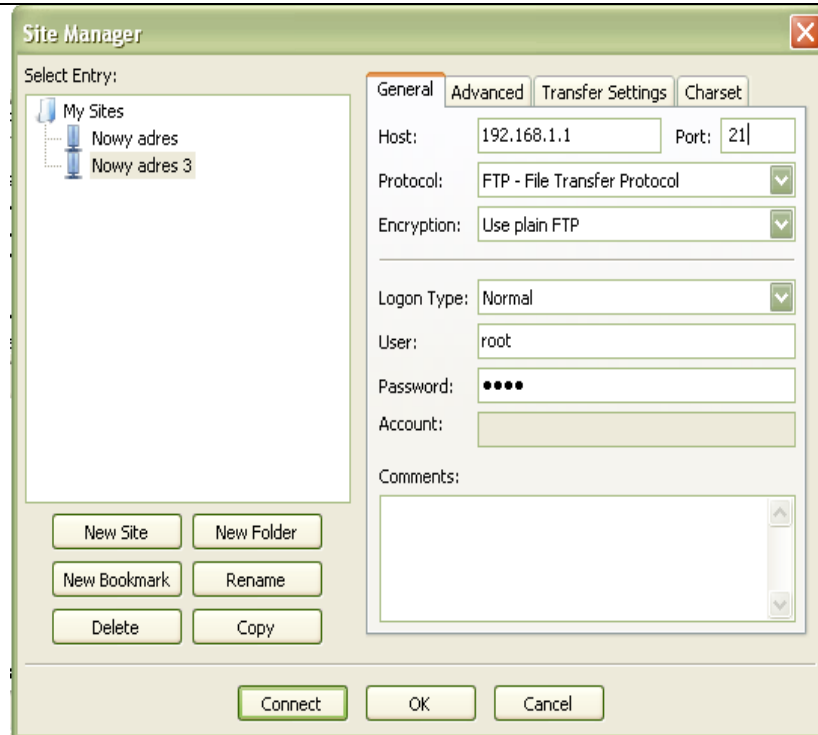 Site Manager
Select Entry:
My Sites
Nowy adres
Nowy adres 3
New Site New Folder
New Bookmark Rename
Delete Copy
General Advanced Transfer Settings Charset
Host: 192.168.1.1 Port: 21
Protocol: FTP - File Transfer Protocol
Encryption: Use plain FTP
Logon Type: Normal
User: root
Password: ●●●●
Account:
Comments:
Connect OK Cancel